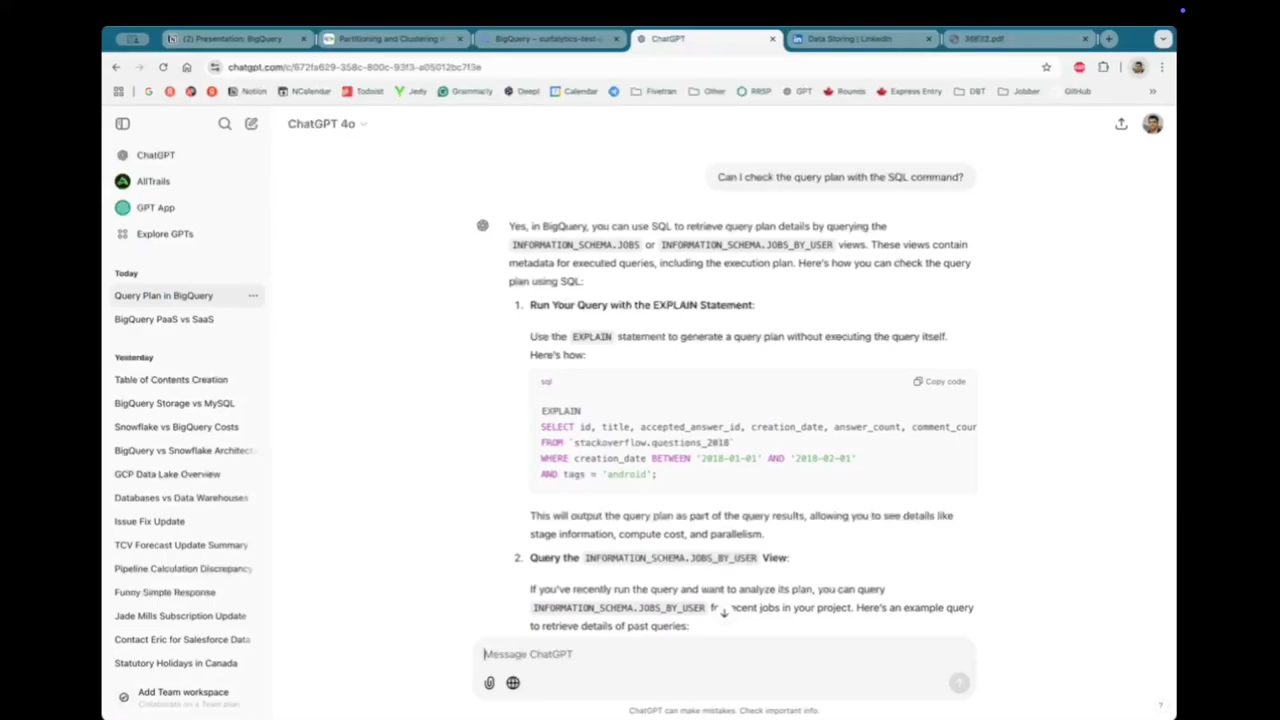 (2) Presentation: BigQuery
Partitioning and Clustering
BigQuery – surfalytics-test
ChatGPT
Data Storing | LinkedIn
chatgpt.com/c/672fa629-358c-800c-93f3-a05012bc7f3e
Notion
NCalendar
Todoist
Jedy
Grammarly
Deepl
Calendar
Fivetran
Other
RRSP
GPT
Rounds
Express Entry
DBT
Jobber
GitHub
ChatGPT 4o
ChatGPT
AllTrails
GPT App
Explore GPTs
Today
Query Plan in BigQuery
BigQuery PaaS vs SaaS
Yesterday
Table of Contents Creation
BigQuery Storage vs MySQL
Snowflake vs BigQuery Costs
BigQuery vs Snowflake Architect
GCP Data Lake Overview
Databases vs Data Warehouses
Issue Fix Update
TCV Forecast Update Summary
Pipeline Calculation Discrepancy
Funny Simple Response
Jade Mills Subscription Update
Contact Eric for Salesforce Data
Statutory Holidays in Canada
Add Team workspace
Collaborate on a Team plan
Can I check the query plan with the SQL command?
Yes, in BigQuery, you can use SQL to retrieve query plan details by querying the
INFORMATION_SCHEMA.JOBS or INFORMATION_SCHEMA.JOBS_BY_USER views. These views contain
metadata for executed queries, including the execution plan. Here's how you can check the query
plan using SQL:
1. Run Your Query with the EXPLAIN Statement:
Use the EXPLAIN statement to generate a query plan without executing the query itself.
Here's how:
sql
Copy code
EXPLAIN
SELECT id, title, accepted_answer_id, creation_date, answer_count, comment_cour
FROM `stackoverflow.questions_2018`
WHERE creation_date BETWEEN '2018-01-01' AND '2018-02-01'
AND tags = 'android';
This will output the query plan as part of the query results, allowing you to see details like
stage information, compute cost, and parallelism.
2. Query the INFORMATION_SCHEMA.JOBS_BY_USER View:
If you've recently run the query and want to analyze its plan, you can query
INFORMATION_SCHEMA.JOBS_BY_USER recent jobs in your project. Here's an example query
to retrieve details of past queries:
Message ChatGPT
ChatGPT can make mistakes. Check important info.
?